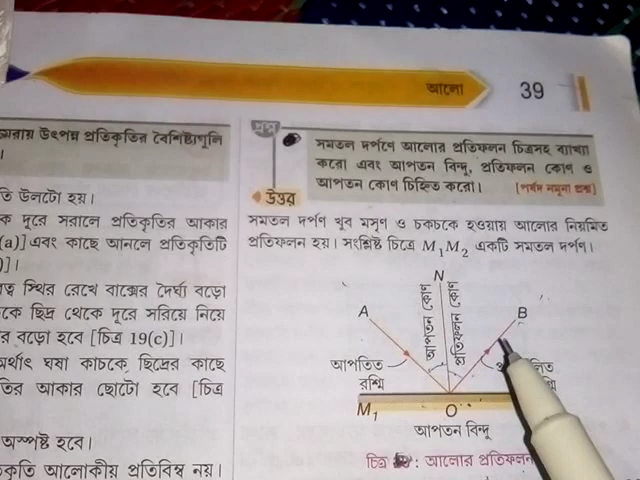 আলো
39
উৎপন্ন প্রতিকৃতির বৈশিষ্ট্যগুলি
উলটো হয়।
দূরে সরালে প্রতিকৃতির আকার
(a)] এবং কাছে আনলে প্রতিকৃতিটি
)]।
স্থির রেখে বাক্সের দৈর্ঘ্য বড়ো
ছিদ্র থেকে দূরে সরিয়ে নিয়ে
বড়ো হবে [চিত্র 19(c)]।
অর্থাৎ ঘষা কাচকে ছিদ্রের কাছে
আকার ছোটো হবে [চিত্র
অস্পষ্ট হবে।
আলোকীয় প্রতিবিম্ব নয়।
প্রশ্ন
সমতল দর্পণে আলোর প্রতিফলন চিত্রসহ ব্যাখ্যা
করো এবং আপতন বিন্দু, প্রতিফলন কোণ ও
আপতন কোণ চিহ্নিত করো। [পর্ষদ নমুনা প্রশ্ন]
উত্তর
সমতল দর্পণ খুব মসৃণ ও চকচকে হওয়ায় আলোর নিয়মিত
প্রতিফলন হয়। সংশ্লিষ্ট চিত্রে M₁M₂ একটি সমতল দর্পণ।
N
A
B
আপতন কোণ
প্রতিফলন কোণ
আপতিত
রশ্মি
M₁
O
আপতন বিন্দু
চিত্র : আলোর প্রতিফলন